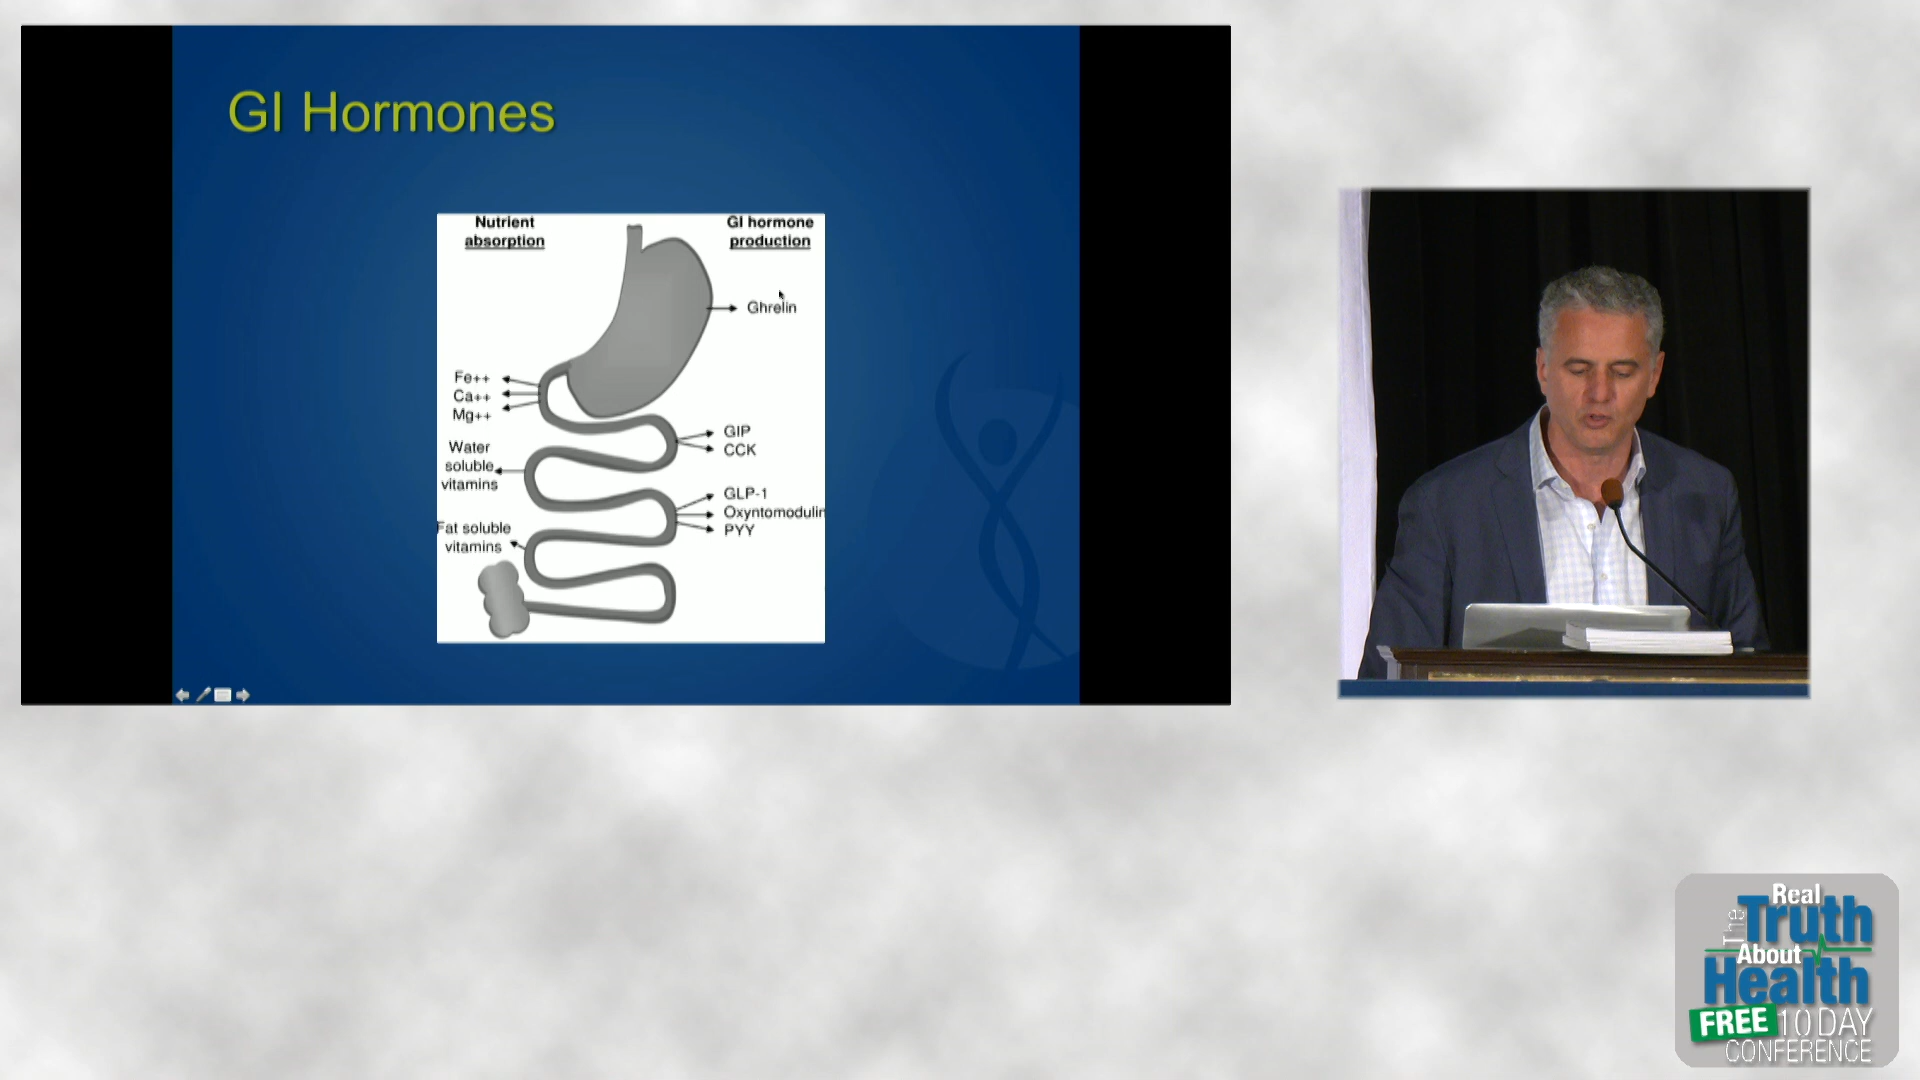 GI Hormones
Nutrient
absorption
GI hormone
production
Ghrelin
Fe++
Ca++
Mg++
GIP
CCK
Water
soluble
vitamins
GLP-1
Oxyntomodulin
PYY
Fat soluble
vitamins
The Real
Truth
About
Health
FREE 10 DAY
CONFERENCE